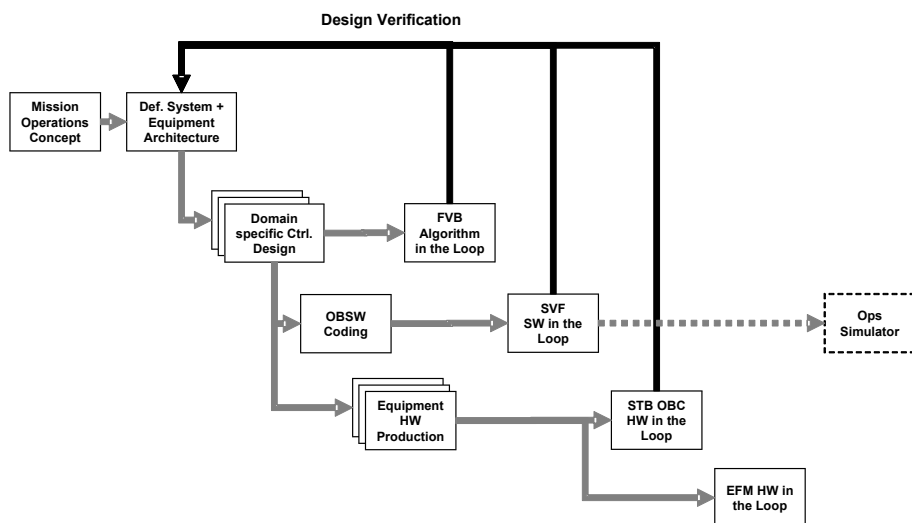 Design Verification
Mission
Operations
Concept
Def. System +
Equipment
Architecture
Domain
specific Ctrl.
Design
FVB
Algorithm
in the Loop
OBSW
Coding
SVF
SW in the
Loop
Ops
Simulator
Equipment
HW
Production
STB OBC
HW in the
Loop
EFM HW in
the Loop